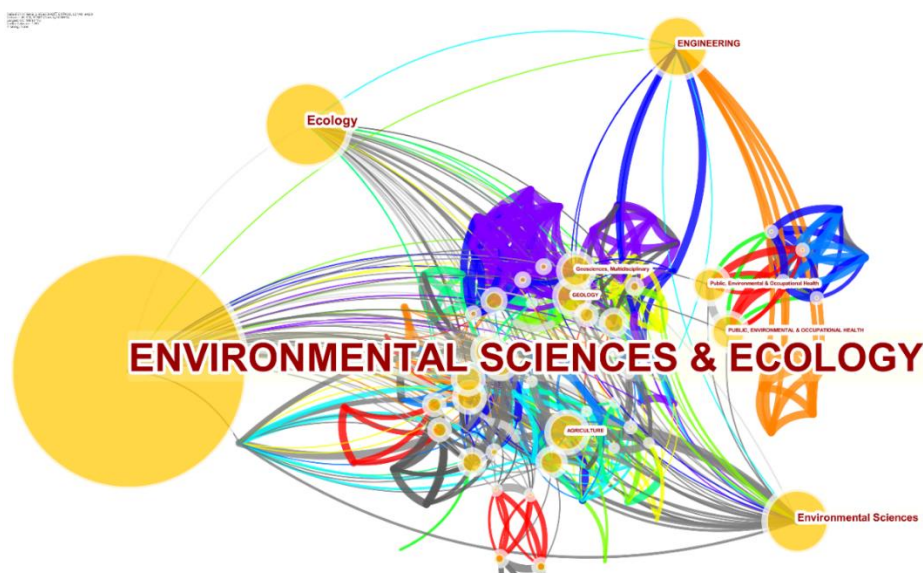 ENGINEERING
Ecology
Geosciences, Multidisciplinary
Public, Environmental & Occupational Health
GEOLOGY
PUBLIC, ENVIRONMENTAL & OCCUPATIONAL HEALTH
ENVIRONMENTAL SCIENCES & ECOLOGY
AGRICULTURE
Environmental Sciences